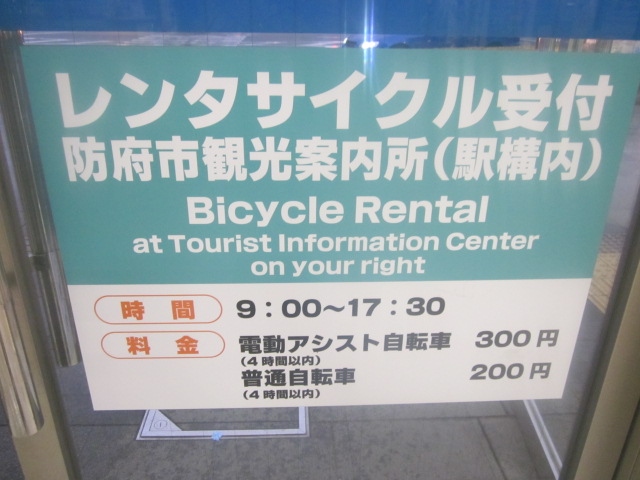 レンタサイクル受付
防府市観光案内所(駅構内)
Bicycle Rental
at Tourist Information Center
on your right
時間 9：00～17：30
料金 電動アシスト自転車 300円
(4時間以内)
普通自転車 200円
(4時間以内)